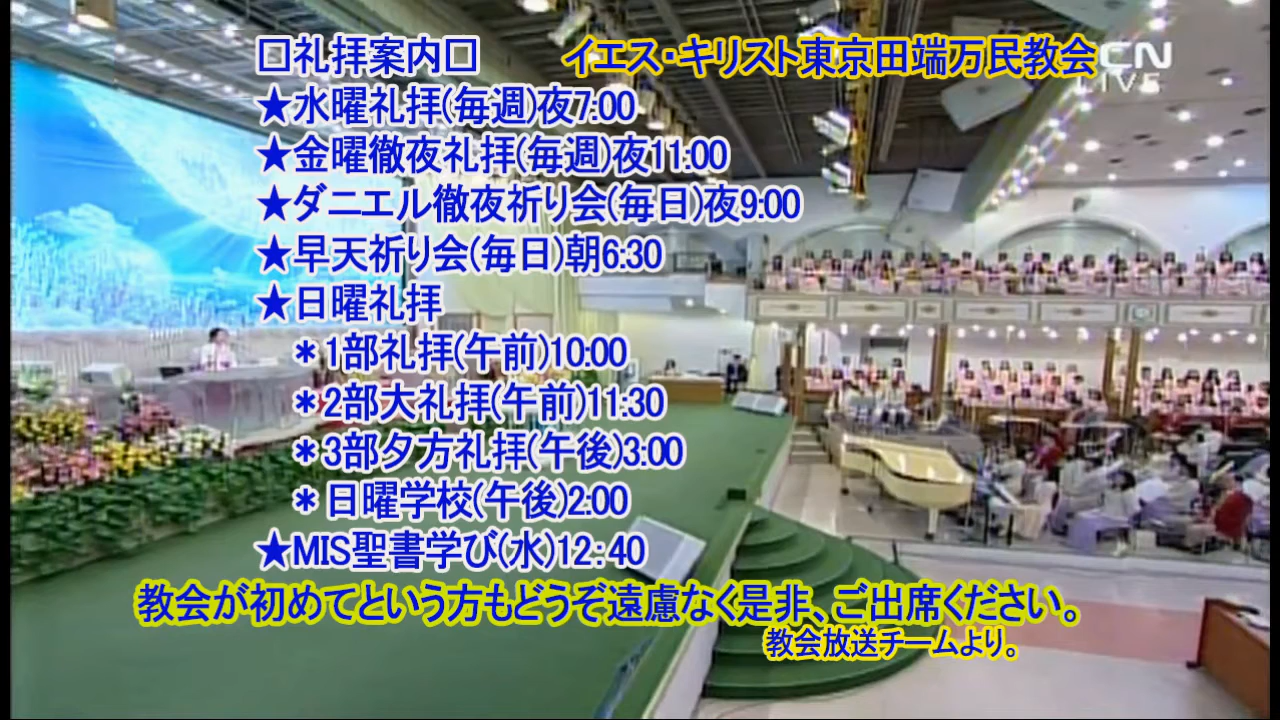 □礼拝案内□ イエス・キリスト東京田端万民教会
CN
LIVE
★水曜礼拝(毎週)夜7:00
★金曜徹夜礼拝(毎週)夜11:00
★ダニエル徹夜祈り会(毎日)夜9:00
★早天祈り会(毎日)朝6:30
★日曜礼拝
*1部礼拝(午前)10:00
*2部大礼拝(午前)11:30
*3部夕方礼拝(午後)3:00
*日曜学校(午後)2:00
★MIS聖書学び(水)12:40
教会が初めてという方もどうぞ遠慮なく是非、ご出席ください。
教会放送チームより。